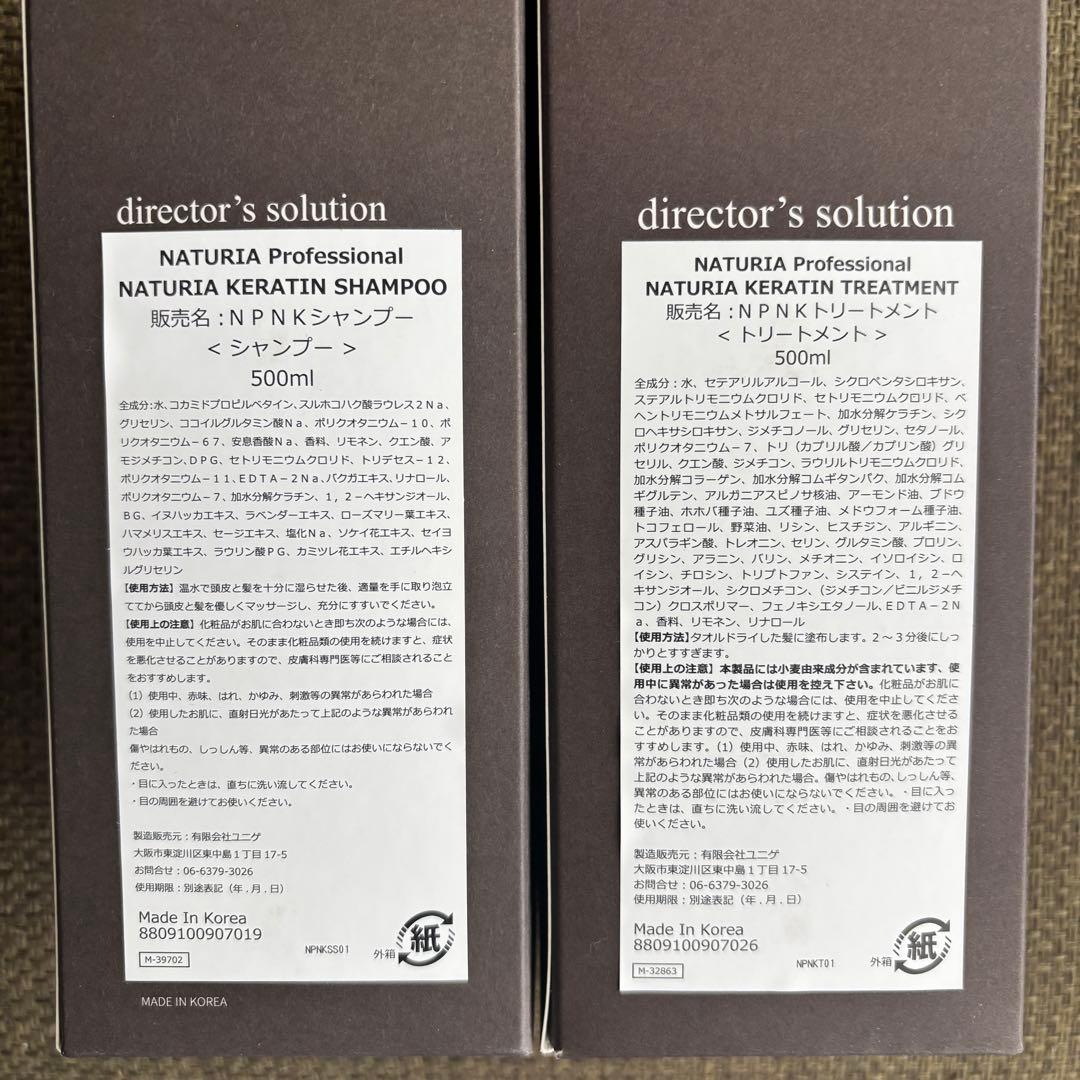 director's solution
NATURIA Professional
NATURIA KERATIN SHAMPOO
販売名：ＮＰＮＫシャンプー
< シャンプー >
500ml
全成分:水、コカミドプロピルベタイン、スルホコハク酸ラウレス２Ｎａ、
グリセリン、ココイルグルタミン酸Ｎａ、ポリクオタニウム－10、ポ
リクオタニウム－67、安息香酸Ｎａ、香料、リモネン、クエン酸、ア
モジメチコン、ＤＰＧ、セトリモニウムクロリド、トリデセス－12、
ポリクオタニウム－11、ＥＤＴＡ－２Ｎａ、バクガエキス、リナロール、
ポリクオタニウム－７、加水分解ケラチン、１，２－ヘキサンジオール、
ＢＧ、イヌハッカエキス、ラベンダーエキス、ローズマリー葉エキス、
ハマメリスエキス、セージエキス、塩化Ｎａ、ソケイ花エキス、セイヨ
ウハッカ葉エキス、ラウリン酸ＰＧ、カミツレ花エキス、エチルヘキシ
ルグリセリン
【使用方法】温水で頭皮と髪を十分に湿らせた後、適量を手に取り泡立
ててから頭皮と髪を優しくマッサージし、充分にすすいでください。
【使用上の注意】化粧品がお肌に合わないとき即ち次のような場合には、
使用を中止してください。そのまま化粧品類の使用を続けますと、症状
を悪化させることがありますので、皮膚科専門医等にご相談されること
をおすすめします。
（1）使用中、赤味、はれ、かゆみ、刺激等の異常があらわれた場合
（2）使用したお肌に、直射日光があたって上記のような異常があらわれ
た場合
傷やはれもの、しっしん等、異常のある部位にはお使いにならないでく
ださい。
・目に入ったときは、直ちに洗い流してください。
・目の周囲を避けてお使いください。
製造販売元：有限会社ユニゲ
大阪市東淀川区東中島１丁目17-5
お問合せ：06-6379-3026
使用期限：別途表記（年 , 月 , 日）
Made In Korea
8809100907019
M-39702
NPNKSS01
外箱
紙
MADE IN KOREA
director's solution
NATURIA Professional
NATURIA KERATIN TREATMENT
販売名：ＮＰＮＫトリートメント
< トリートメント >
500ml
全成分：水、セテアリルアルコール、シクロペンタシロキサン、
ステアルトリモニウムクロリド、セトリモニウムクロリド、ベ
ヘントリモニウムメトサルフェート、加水分解ケラチン、シク
ロヘキサシロキサン、ジメチコノール、グリセリン、セタノール、
ポリクオタニウム－7、トリ（カプリル酸／カプリン酸）グリ
セリル、クエン酸、ジメチコン、ラウリルトリモニウムクロリド、
加水分解コラーゲン、加水分解コムギタンパク、加水分解コム
ギグルテン、アルガニアスピノサ核油、アーモンド油、ブドウ
種子油、ホホバ種子油、ユズ種子油、メドウフォーム種子油、
トコフェロール、野菜油、リシン、ヒスチジン、アルギニン、
アスパラギン酸、トレオニン、セリン、グルタミン酸、プロリン、
グリシン、アラニン、バリン、メチオニン、イソロイシン、ロ
イシン、チロシン、トリプトファン、システイン、１，２－ヘ
キサンジオール、シクロメチコン、（ジメチコン／ビニルジメチ
コン）クロスポリマー、フェノキシエタノール、ＥＤＴＡ－２Ｎ
ａ、香料、リモネン、リナロール
【使用方法】タオルドライした髪に塗布します。２～３分後にしっ
かりとすすぎます。
【使用上の注意】本製品には小麦由来成分が含まれています、使
用中に異常があった場合は使用を控え下さい。化粧品がお肌に
合わないとき即ち次のような場合には、使用を中止してくださ
い。そのまま化粧品類の使用を続けますと、症状を悪化させる
ことがありますので、皮膚科専門医等にご相談されることをお
すすめします。（1）使用中、赤味、はれ、かゆみ、刺激等の異
常があらわれた場合（2）使用したお肌に、直射日光があたって
上記のような異常があらわれた場合。傷やはれもの、しっしん等、
異常のある部位にはお使いにならないでください。・目に入っ
たときは、直ちに洗い流してください。・目の周囲を避けてお
使いください。
製造販売元：有限会社ユニゲ
大阪市東淀川区東中島１丁目17-5
お問合せ：06-6379-3026
使用期限：別途表記（年 , 月 , 日）
Made In Korea
8809100907026
M-32863
NPNKT01
外箱
紙